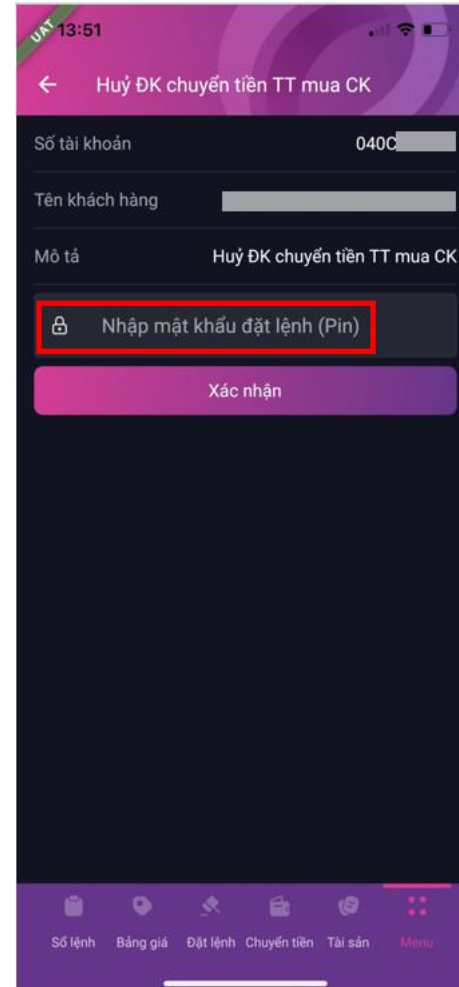 UAT
13:51
Huỷ ĐK chuyển tiền TT mua CK
Số tài khoản 040C
Tên khách hàng
Mô tả Huỷ ĐK chuyển tiền TT mua CK
Nhập mật khẩu đặt lệnh (Pin)
Xác nhận
Sổ lệnh Bảng giá Đặt lệnh Chuyển tiền Tài sản Menu